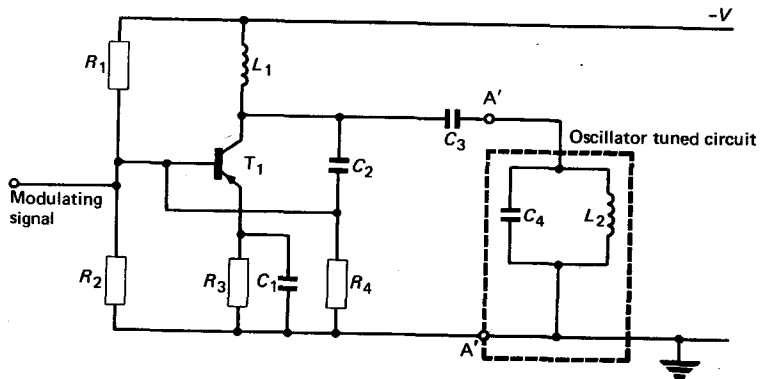 –V
R1
L1
A′
C3
Oscillator tuned circuit
T1
C2
C4
L2
Modulating
signal
R2
R3
C1
R4
A′